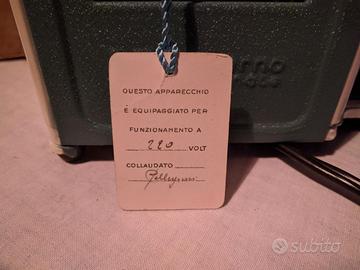 QUESTO APPARECCHIO
È EQUIPAGGIATO PER
FUNZIONAMENTO A
220 VOLT
COLLAUDATO
subito